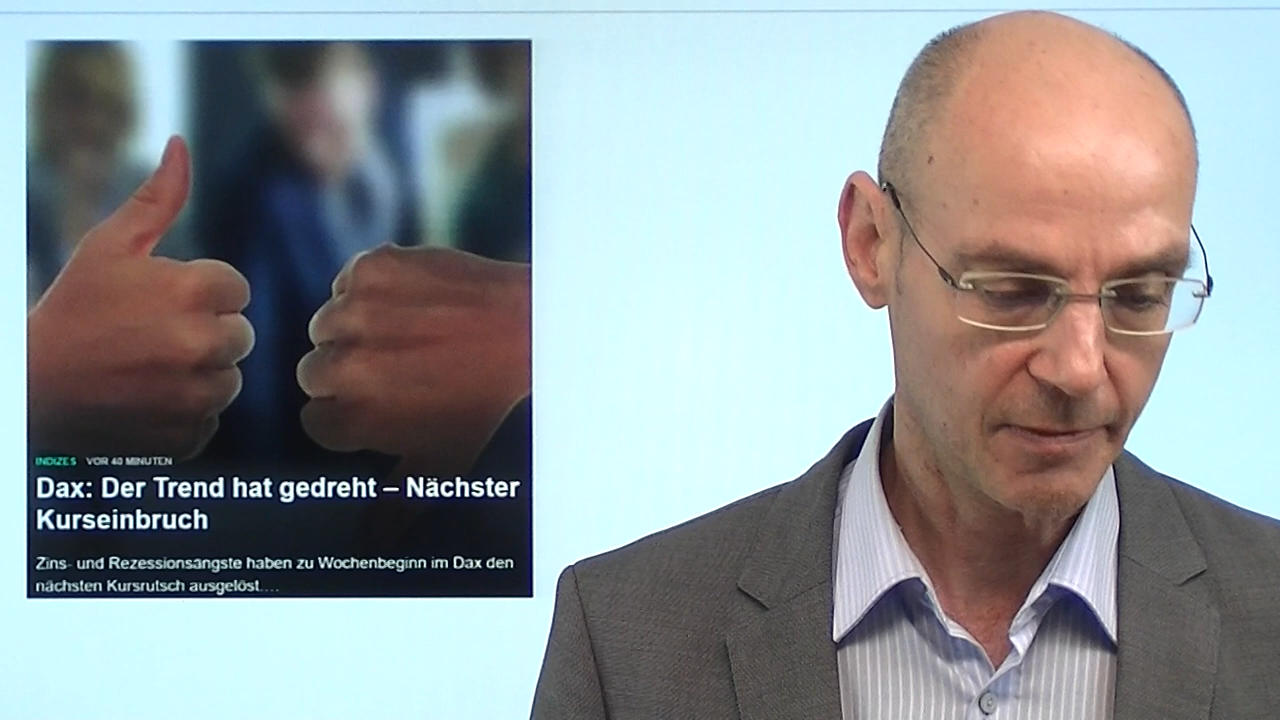 INDIZES VOR 40 MINUTEN
Dax: Der Trend hat gedreht – Nächster
Kurseinbruch
Zins- und Rezessionsängste haben zu Wochenbeginn im Dax den
nächsten Kursrutsch ausgelöst....